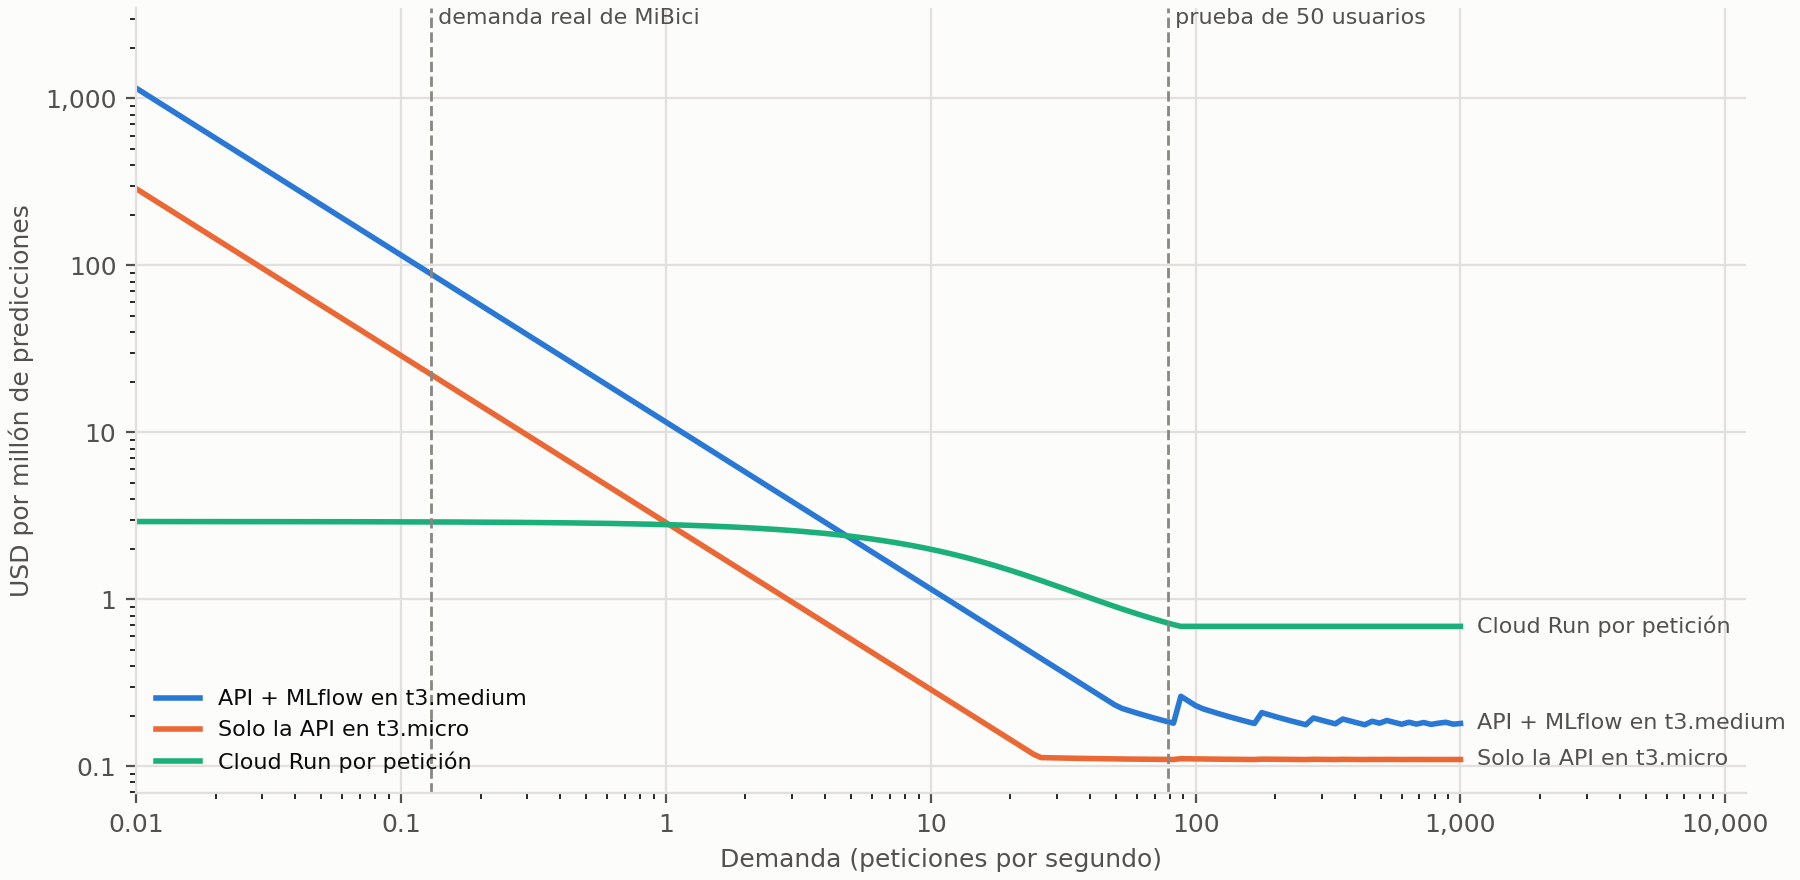 demanda real de MiBici
prueba de 50 usuarios
USD por millón de predicciones
1,000
100
10
1
0.1
Cloud Run por petición
API + MLflow en t3.medium
Solo la API en t3.micro
API + MLflow en t3.medium
Solo la API en t3.micro
Cloud Run por petición
0.01
0.1
1
10
100
1,000
10,000
Demanda (peticiones por segundo)